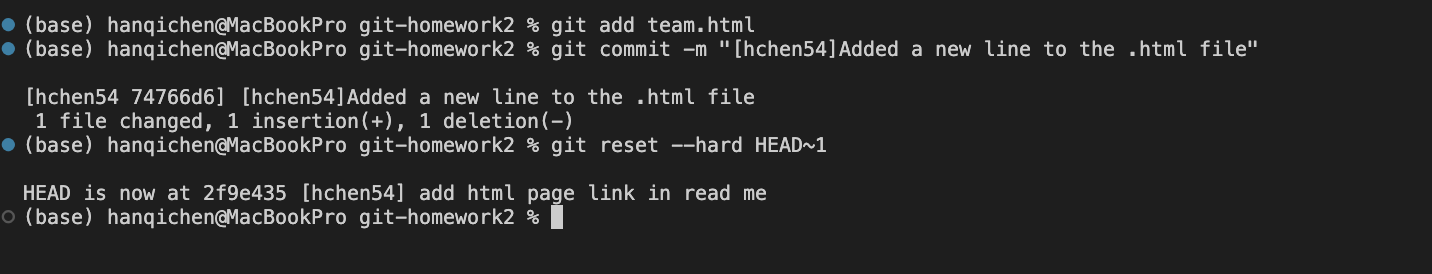 (base) hanqichen@MacBookPro git-homework2 % git add team.html
(base) hanqichen@MacBookPro git-homework2 % git commit -m "[hchen54]Added a new line to the .html file"
[hchen54 74766d6] [hchen54]Added a new line to the .html file
1 file changed, 1 insertion(+), 1 deletion(-)
(base) hanqichen@MacBookPro git-homework2 % git reset --hard HEAD~1
HEAD is now at 2f9e435 [hchen54] add html page link in read me
(base) hanqichen@MacBookPro git-homework2 %